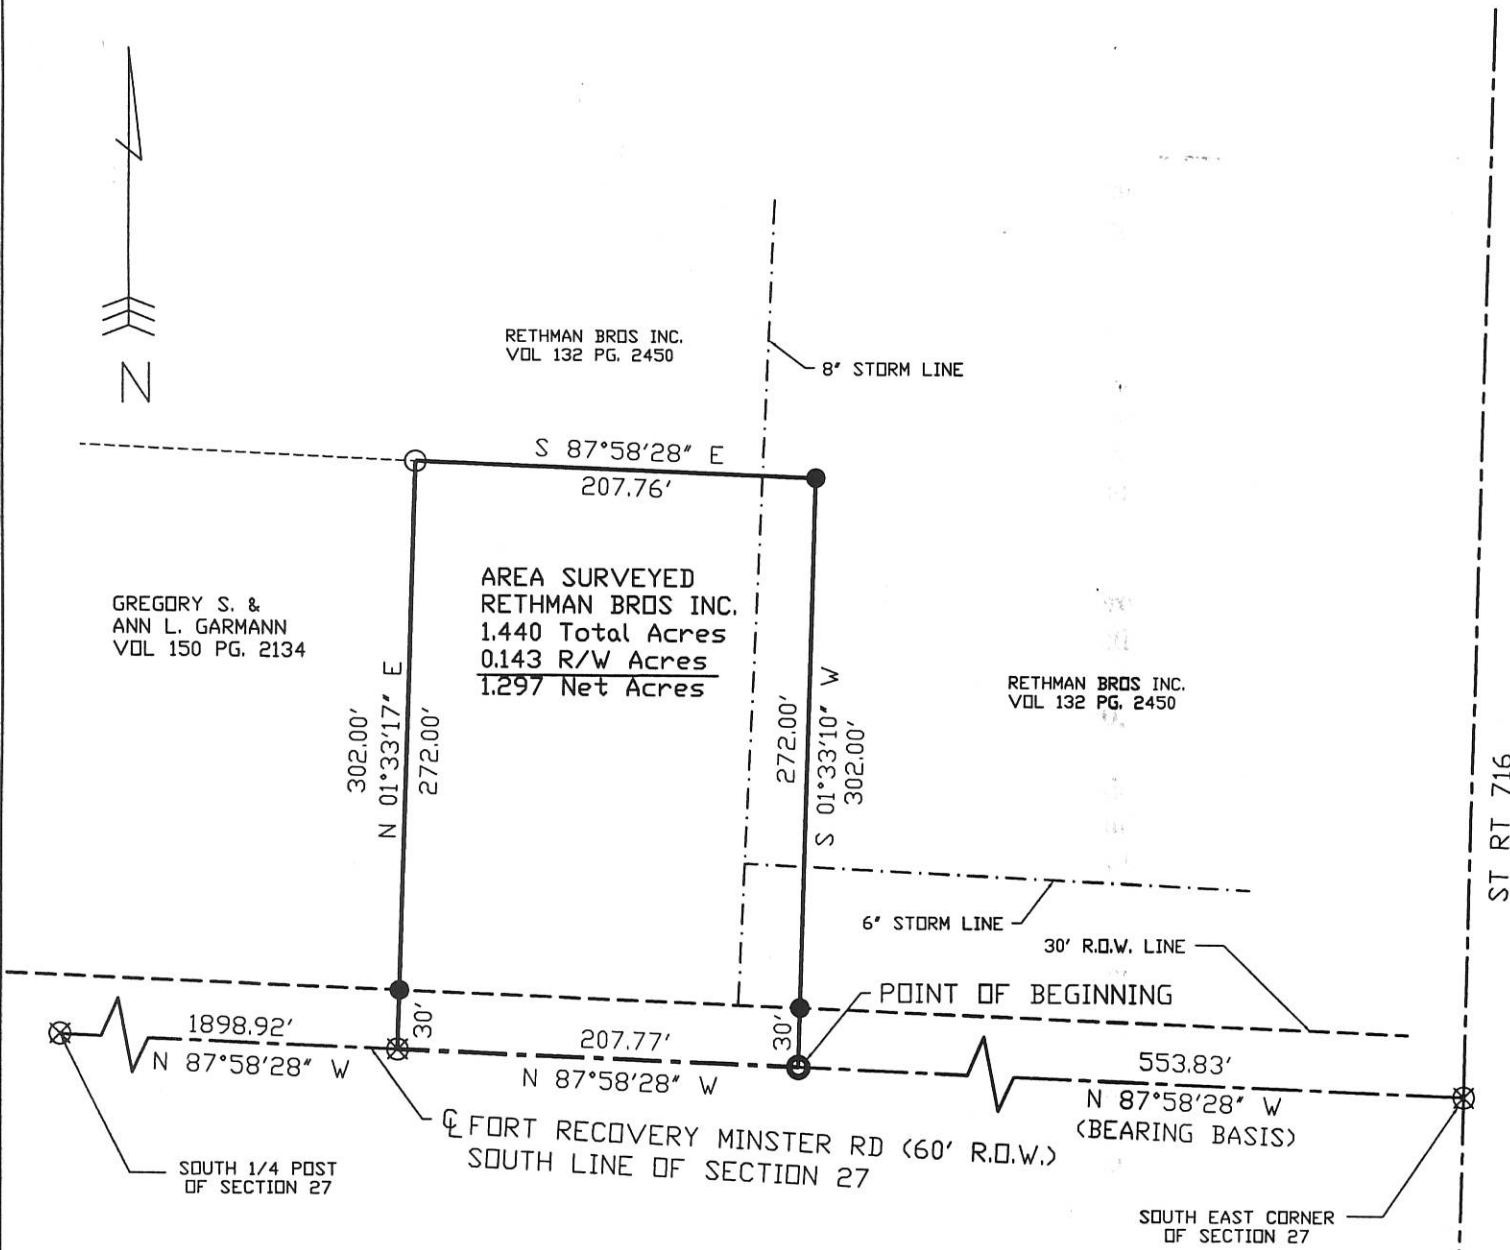 N
RETHMAN BROS INC.
VOL 132 PG. 2450
8" STORM LINE
S 87°58'28" E
207.76'
AREA SURVEYED
RETHMAN BROS INC.
1.440 Total Acres
0.143 R/W Acres
1.297 Net Acres
GREGORY S. &
ANN L. GARMANN
VOL 150 PG. 2134
302.00'
N 01°33'17" E
272.00'
272.00'
S 01°33'10" W
302.00'
RETHMAN BROS INC.
VOL 132 PG. 2450
ST RT 716
6" STORM LINE
30' R.O.W. LINE
POINT OF BEGINNING
1898.92'
N 87°58'28" W
30'
207.77'
N 87°58'28" W
30'
553.83'
N 87°58'28" W
(BEARING BASIS)
℄ FORT RECOVERY MINSTER RD (60' R.O.W.)
SOUTH LINE OF SECTION 27
SOUTH 1/4 POST
OF SECTION 27
SOUTH EAST CORNER
OF SECTION 27